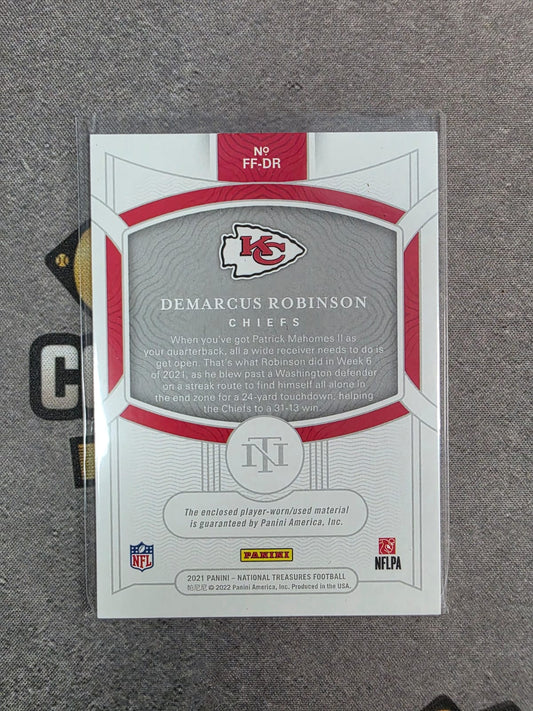 Nº
FF-DR
KC
DEMARCUS ROBINSON
CHIEFS
When you've got Patrick Mahomes II as
your quarterback, all a wide receiver needs to do is
get open. That's what Robinson did in Week 6
of 2021, as he blew past a Washington defender
on a streak route to find himself all alone in
the end zone for a 24-yard touchdown, helping
the Chiefs to a 31-13 win.
NT
The enclosed player-worn/used material
is guaranteed by Panini America, Inc.
NFL
PANINI
NFLPA
2021 PANINI – NATIONAL TREASURES FOOTBALL
帕尼尼 © 2022 Panini America, Inc. Produced in the USA.